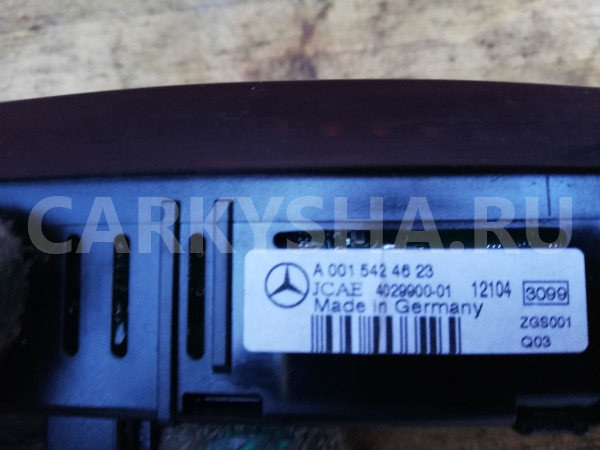 CARKYSHA.RU
A 001 542 46 23
JCAE 4029900-01 12104 3099
Made in Germany
ZGS001
Q03